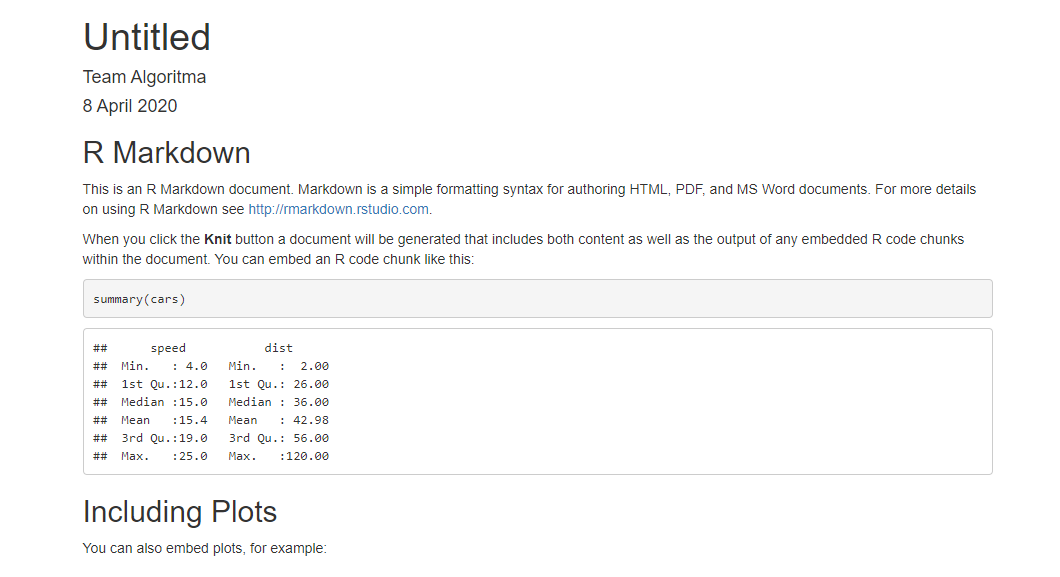 Untitled
Team Algoritma
8 April 2020
R Markdown
This is an R Markdown document. Markdown is a simple formatting syntax for authoring HTML, PDF, and MS Word documents. For more details
on using R Markdown see http://rmarkdown.rstudio.com.
When you click the Knit button a document will be generated that includes both content as well as the output of any embedded R code chunks
within the document. You can embed an R code chunk like this:
summary(cars)
##      speed           dist
##  Min.   : 4.0   Min.   :  2.00
##  1st Qu.:12.0   1st Qu.: 26.00
##  Median :15.0   Median : 36.00
##  Mean   :15.4   Mean   : 42.98
##  3rd Qu.:19.0   3rd Qu.: 56.00
##  Max.   :25.0   Max.   :120.00
Including Plots
You can also embed plots, for example: